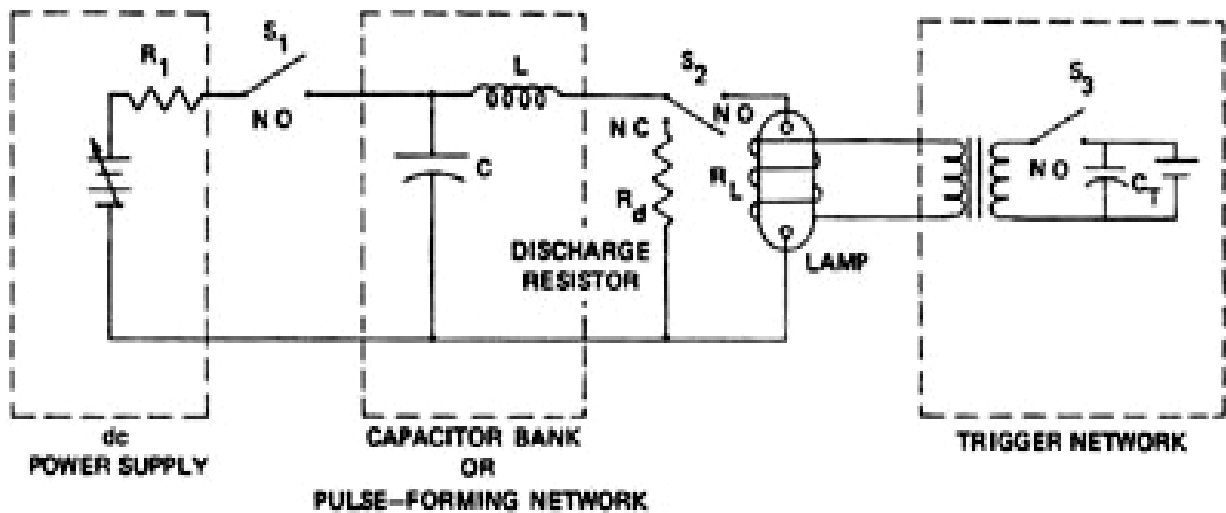 R1
S1
NO
L
C
S2
NO
NC
Rd
DISCHARGE
RESISTOR
RL
LAMP
S3
NO
CT
dc
POWER SUPPLY
CAPACITOR BANK
OR
PULSE-FORMING NETWORK
TRIGGER NETWORK